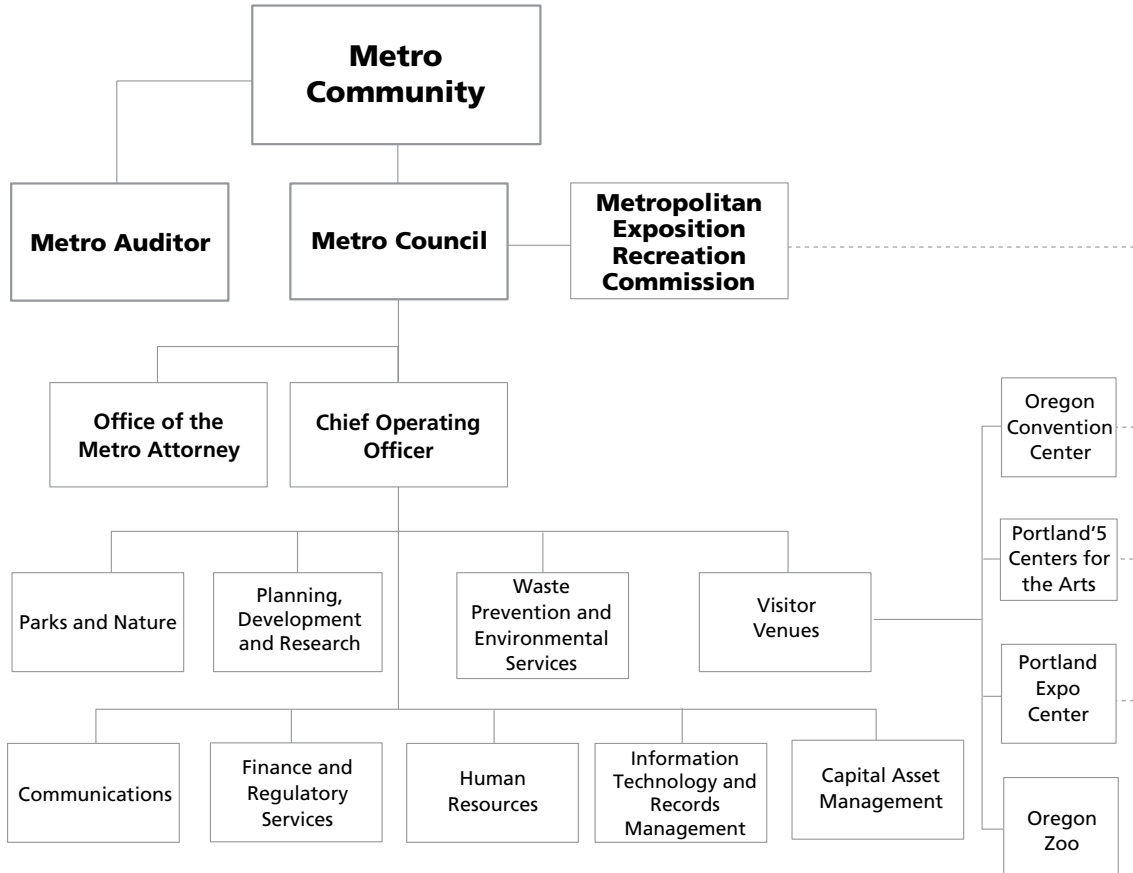 Metro
Community
Metro Auditor
Metro Council
Metropolitan
Exposition
Recreation
Commission
Office of the
Metro Attorney
Chief Operating
Officer
Parks and Nature
Planning,
Development
and Research
Waste
Prevention and
Environmental
Services
Visitor
Venues
Oregon
Convention
Center
Portland’5
Centers for
the Arts
Portland
Expo
Center
Oregon
Zoo
Communications
Finance and
Regulatory
Services
Human
Resources
Information
Technology and
Records
Management
Capital Asset
Management